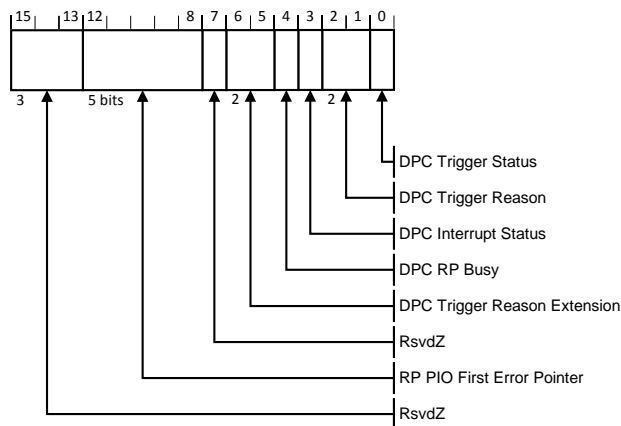 15 13 12 8 7 6 5 4 3 2 1 0
3 5 bits 2 2
DPC Trigger Status
DPC Trigger Reason
DPC Interrupt Status
DPC RP Busy
DPC Trigger Reason Extension
RsvdZ
RP PIO First Error Pointer
RsvdZ